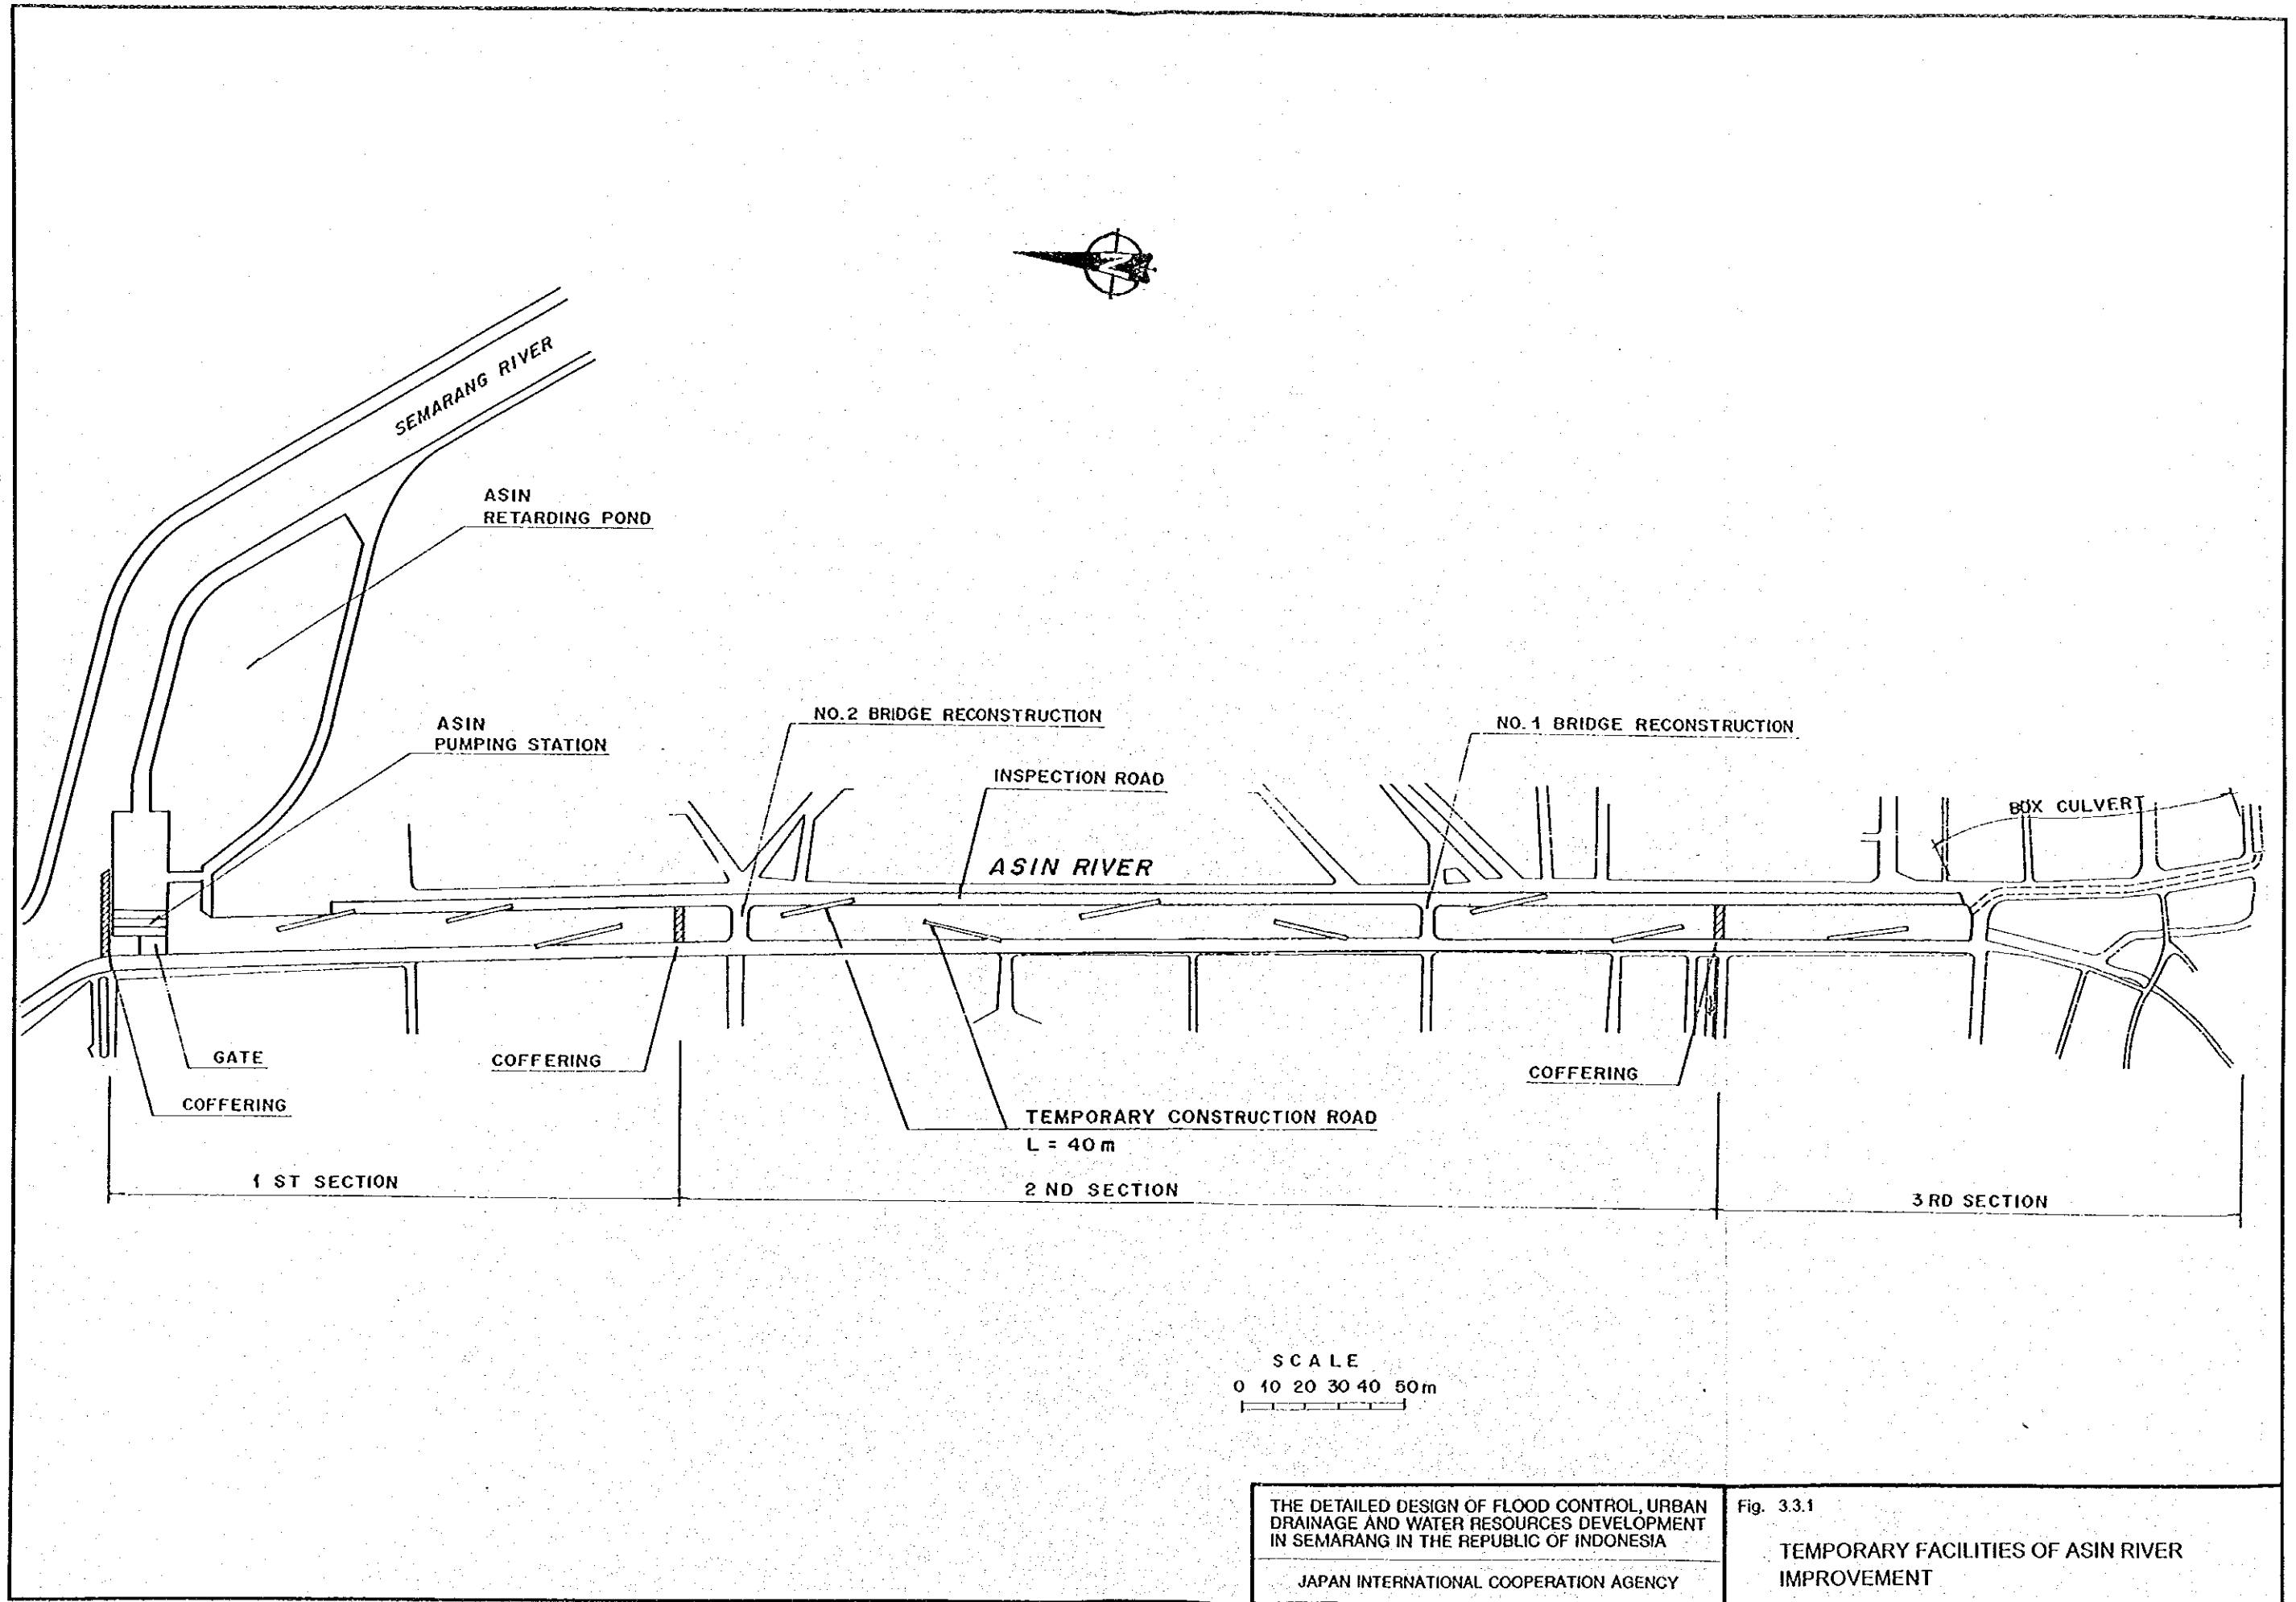 SEMARANG RIVER
ASIN
RETARDING POND
ASIN
PUMPING STATION
NO.2 BRIDGE RECONSTRUCTION
NO.1 BRIDGE RECONSTRUCTION
INSPECTION ROAD
BOX CULVERT
ASIN RIVER
GATE
COFFERING
COFFERING
COFFERING
TEMPORARY CONSTRUCTION ROAD
L = 40 m
1 ST SECTION
2 ND SECTION
3 RD SECTION
SCALE
0 10 20 30 40 50 m
THE DETAILED DESIGN OF FLOOD CONTROL, URBAN
DRAINAGE AND WATER RESOURCES DEVELOPMENT
IN SEMARANG IN THE REPUBLIC OF INDONESIA
JAPAN INTERNATIONAL COOPERATION AGENCY
Fig. 3.3.1
TEMPORARY FACILITIES OF ASIN RIVER
IMPROVEMENT